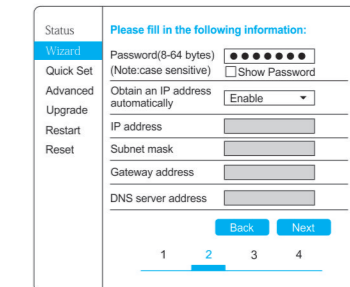 Status
Wizard
Quick Set
Advanced
Upgrade
Restart
Reset
Please fill in the following information:
Password(8-64 bytes)
(Note:case sensitive)
Show Password
Obtain an IP address
automatically
Enable
IP address
Subnet mask
Gateway address
DNS server address
Back Next
1 2 3 4